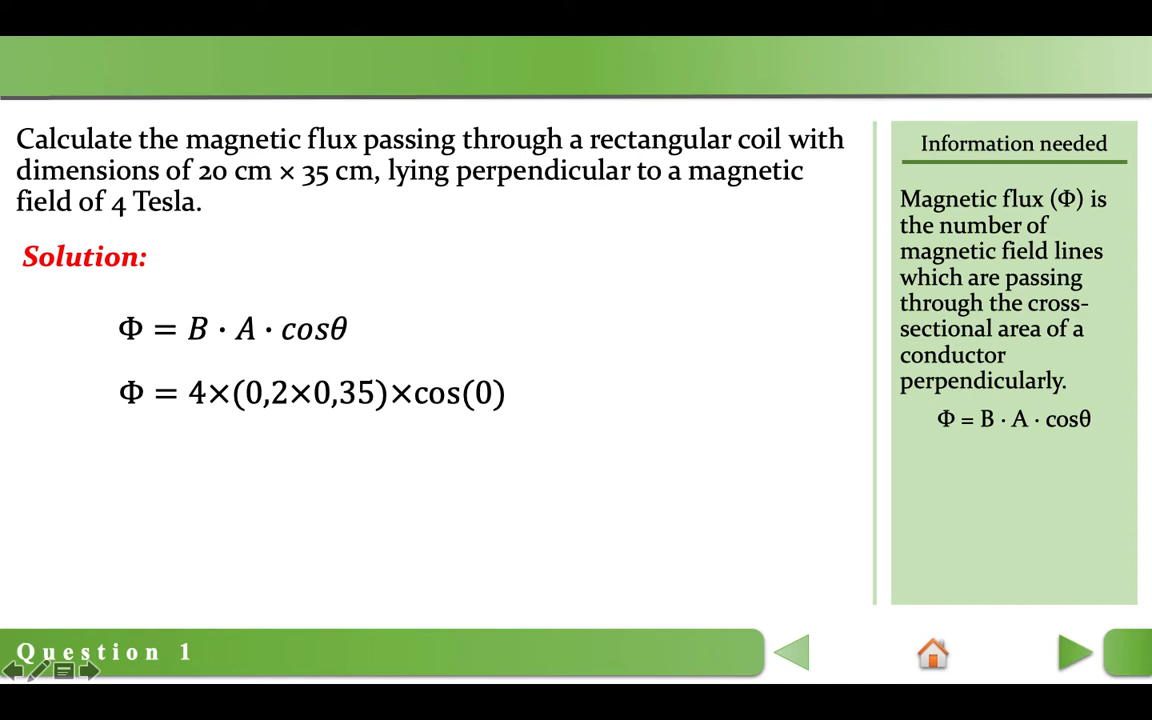 Calculate the magnetic flux passing through a rectangular coil with
dimensions of 20 cm × 35 cm, lying perpendicular to a magnetic
field of 4 Tesla.
Solution:
Φ = B · A · cosθ
Φ = 4×(0,2×0,35)×cos(0)
Information needed
Magnetic flux (Φ) is
the number of
magnetic field lines
which are passing
through the cross-
sectional area of a
conductor
perpendicularly.
Φ = B · A · cosθ
Question 1